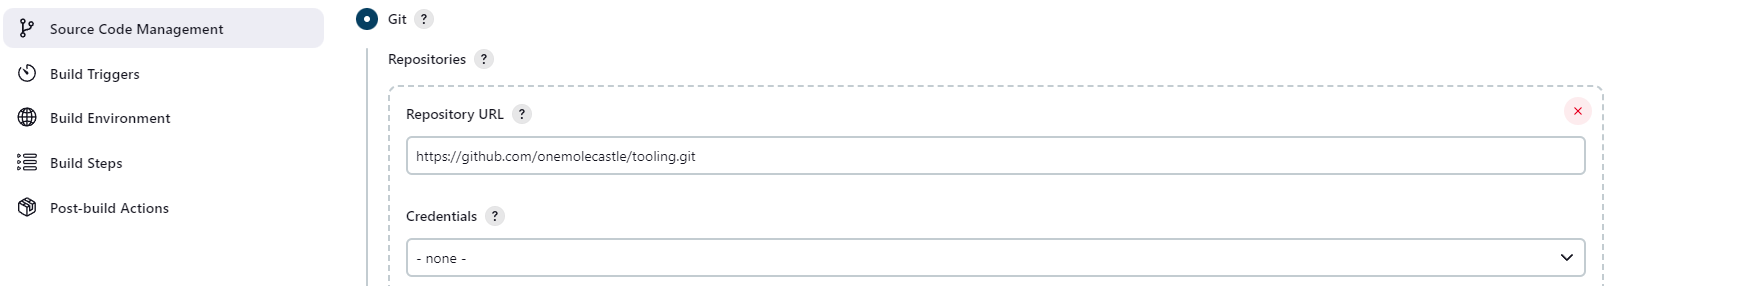 Source Code Management
Build Triggers
Build Environment
Build Steps
Post-build Actions
Git ?
Repositories ?
Repository URL ?
https://github.com/onemolecastle/tooling.git
Credentials ?
- none -